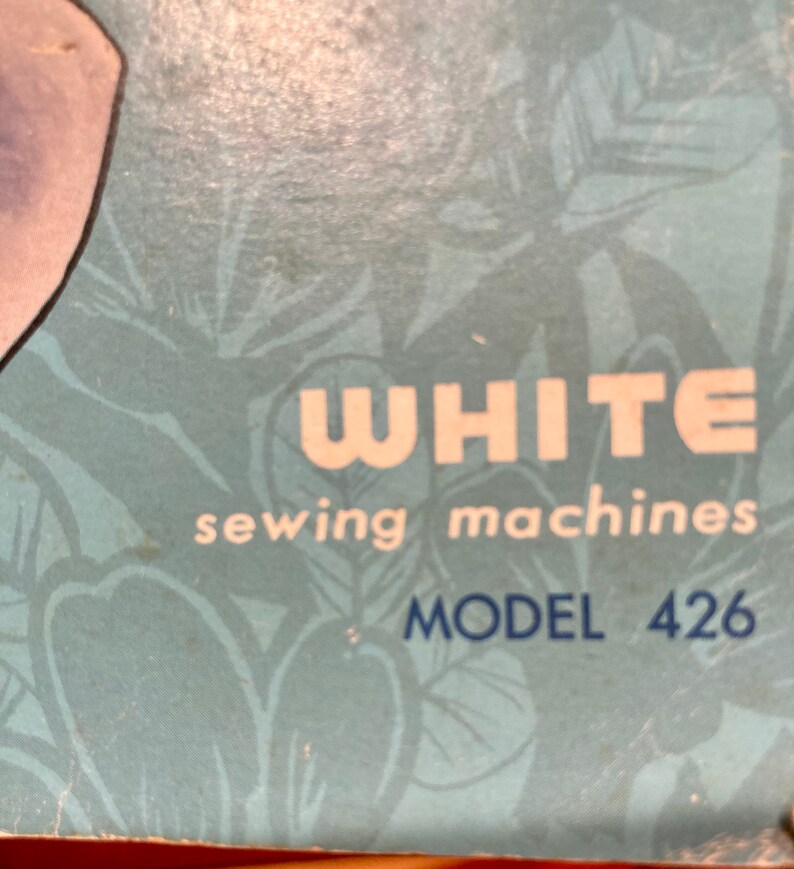 WHITE
sewing machines
MODEL 426